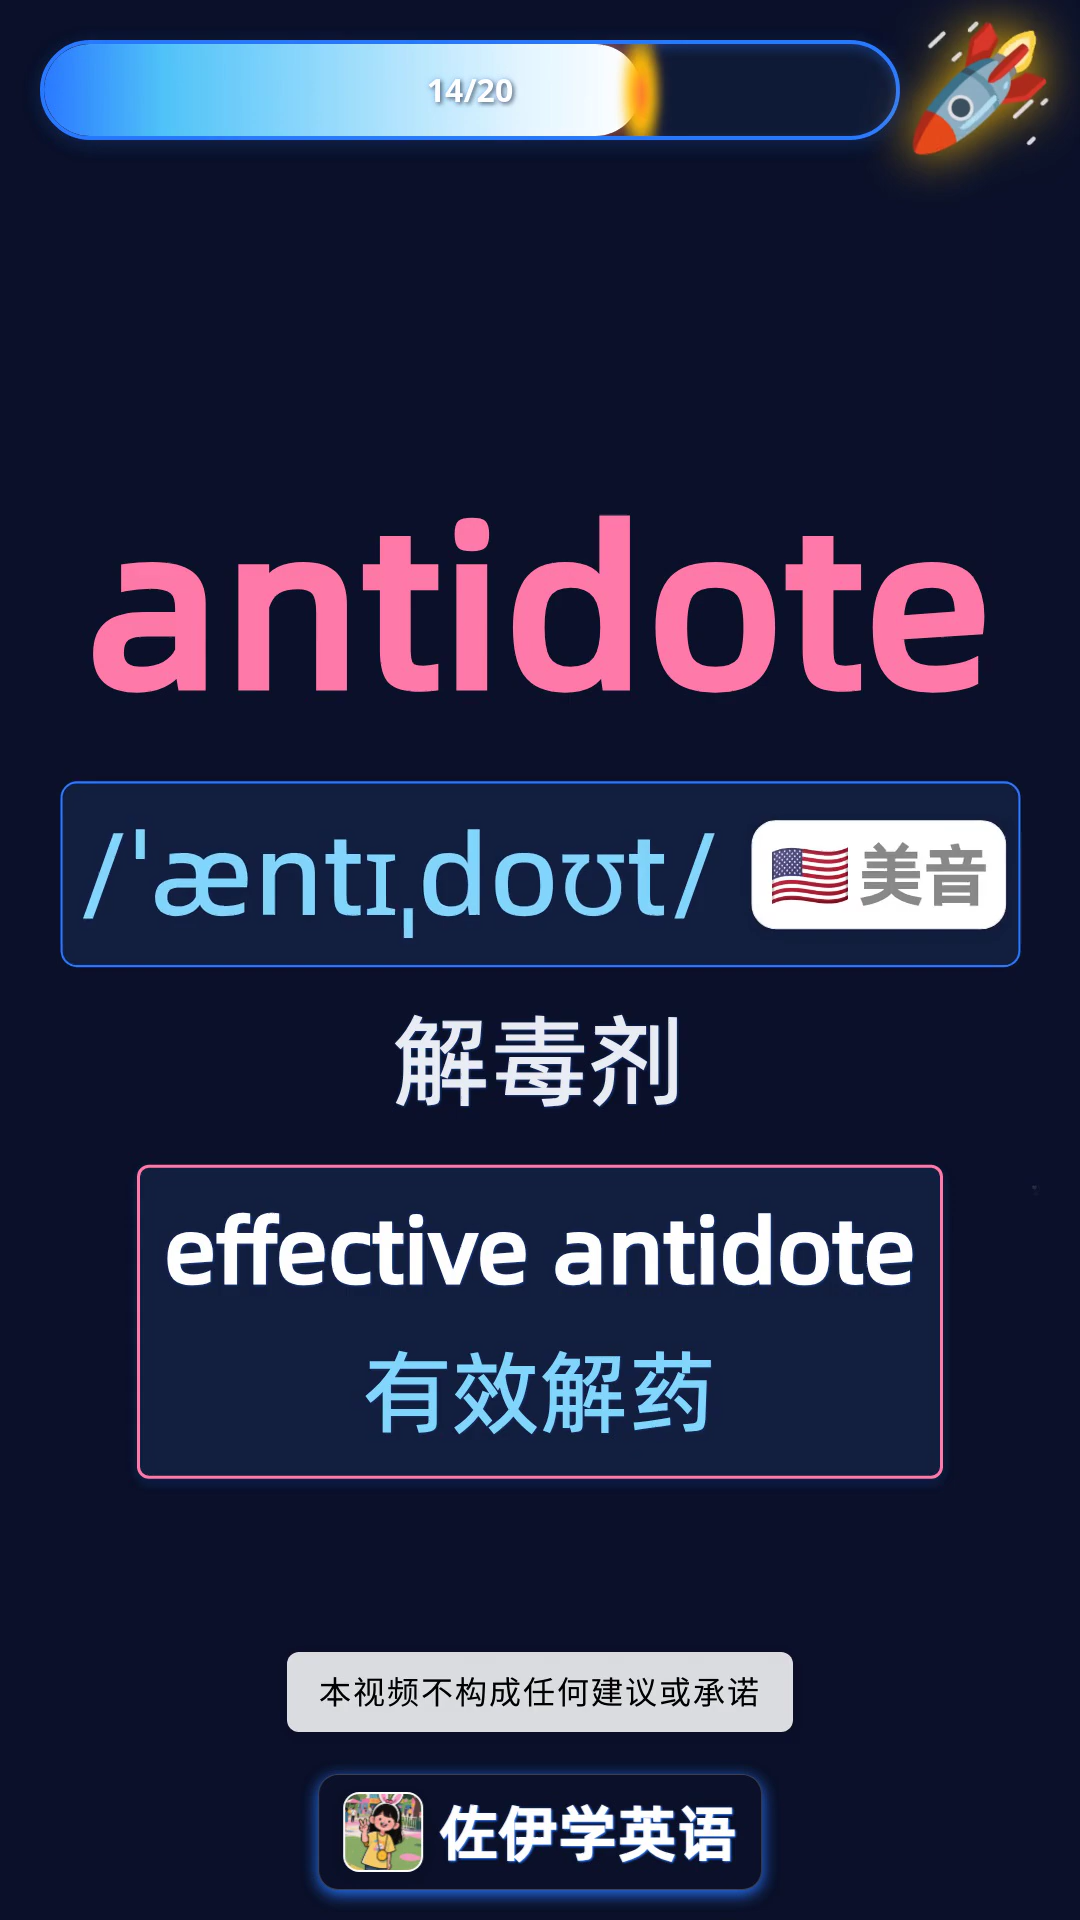 14/20
antidote
/ˈæntɪˌdoʊt/ 美音
解毒剂
effective antidote
有效解药
本视频不构成任何建议或承诺
佐伊学英语